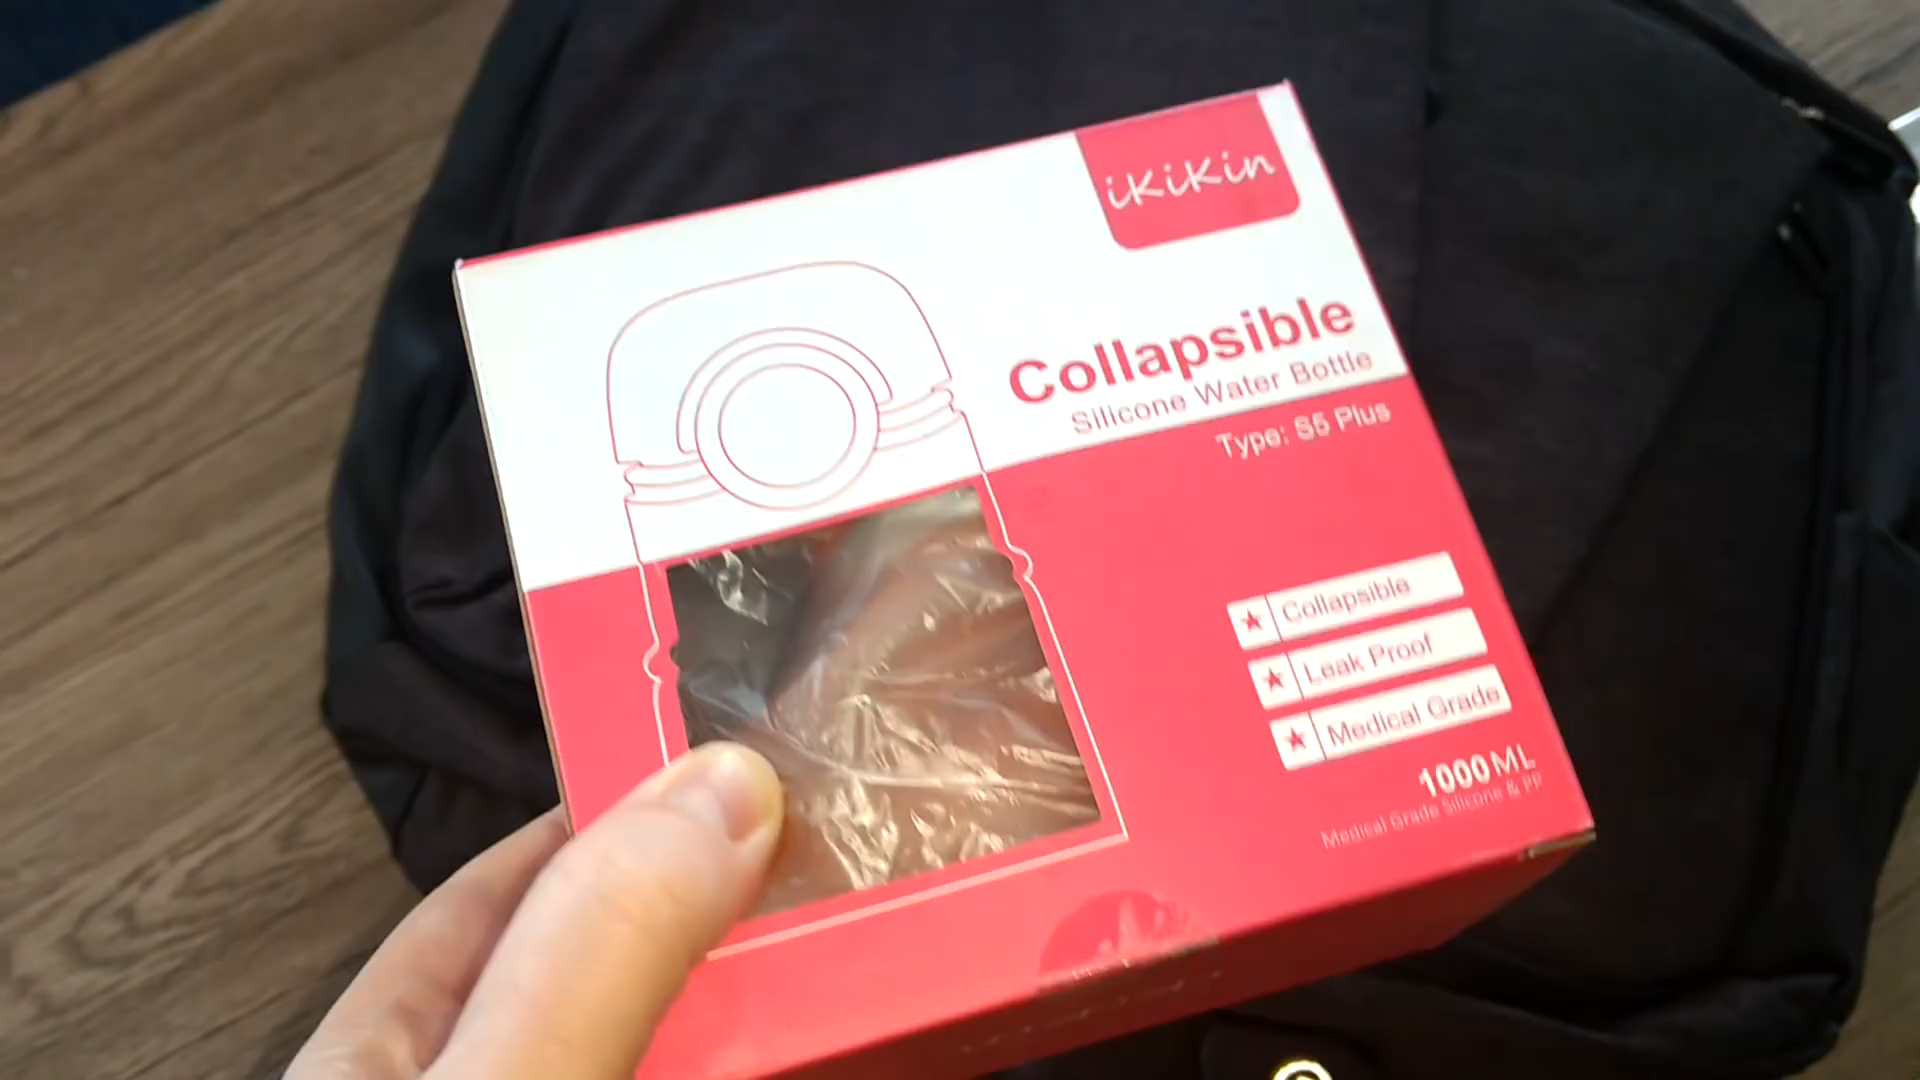 iKiKin
Collapsible
Silicone Water Bottle
Type: S5 Plus
★ Collapsible
★ Leak Proof
★ Medical Grade
1000ML
Medical Grade Silicone & PP